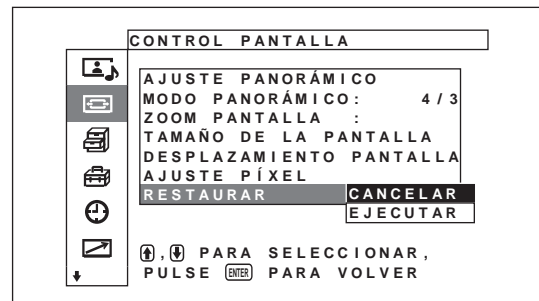 CONTROL PANTALLA
AJUSTE PANORÁMICO
MODO PANORÁMICO: 4/3
ZOOM PANTALLA :
TAMAÑO DE LA PANTALLA
DESPLAZAMIENTO PANTALLA
AJUSTE PÍXEL
RESTAURAR CANCELAR
EJECUTAR
, PARA SELECCIONAR,
PULSE ENTER PARA VOLVER